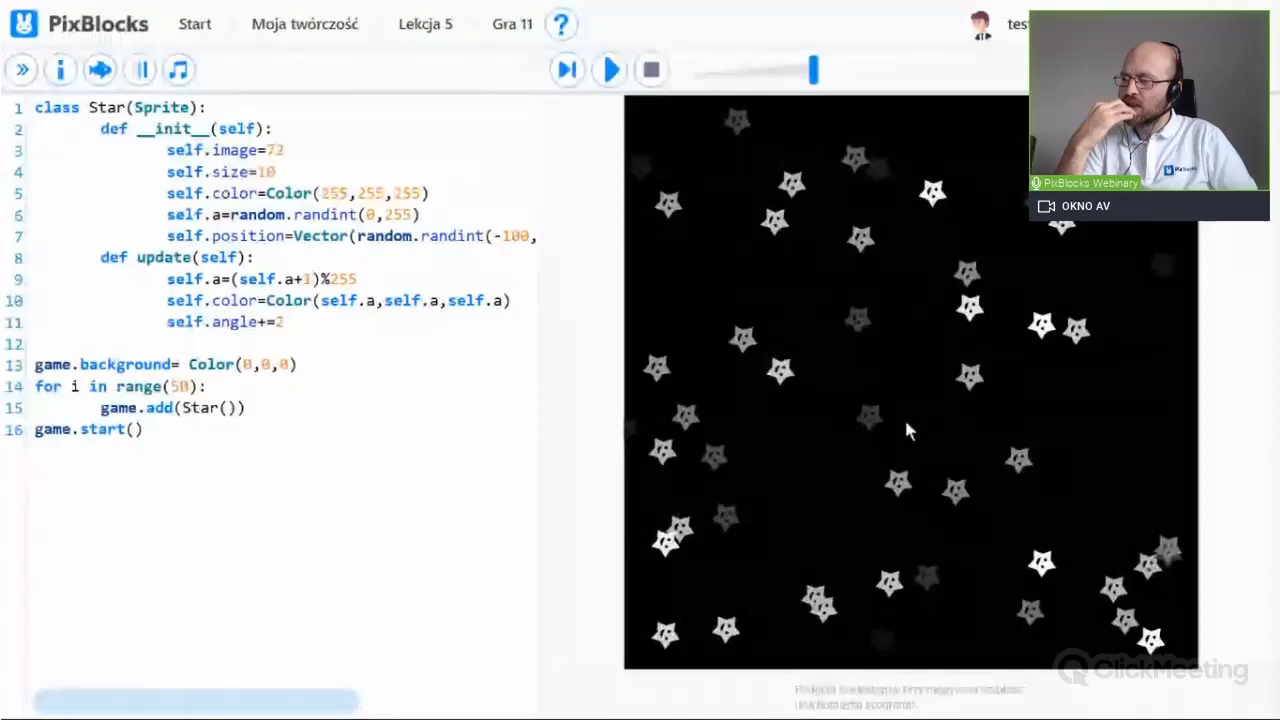 PixBlocks Start Moja twórczość Lekcja 5 Gra 11 ? tes
PixBlocks
PixBlocks Webinary
OKNO AV
1 class Star(Sprite):
2 def __init__(self):
3 self.image=72
4 self.size=10
5 self.color=Color(255,255,255)
6 self.a=random.randint(0,255)
7 self.position=Vector(random.randint(-100,
8 def update(self):
9 self.a=(self.a+1)%255
10 self.color=Color(self.a,self.a,self.a)
11 self.angle+=2
12
13 game.background= Color(0,0,0)
14 for i in range(50):
15 game.add(Star())
16 game.start()
ClickMeeting